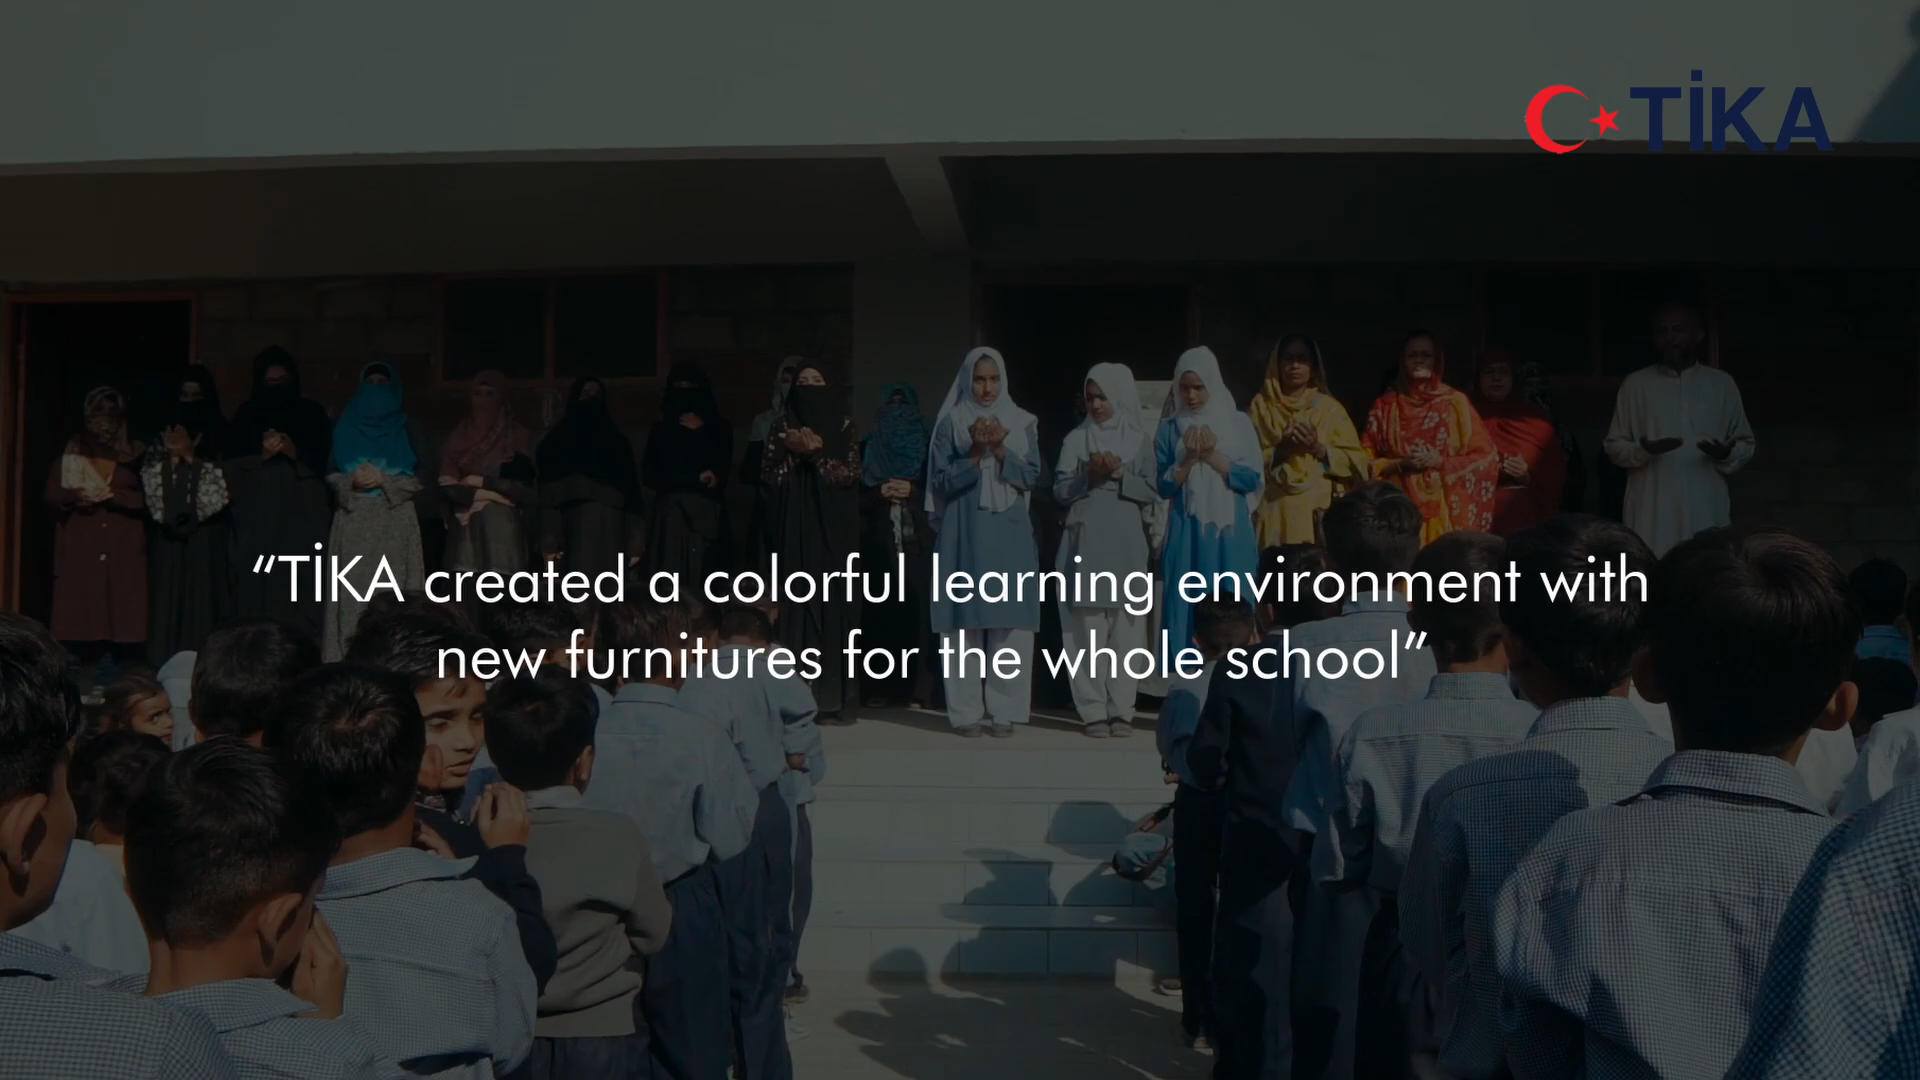 TİKA
“TİKA created a colorful learning environment with
new furnitures for the whole school”